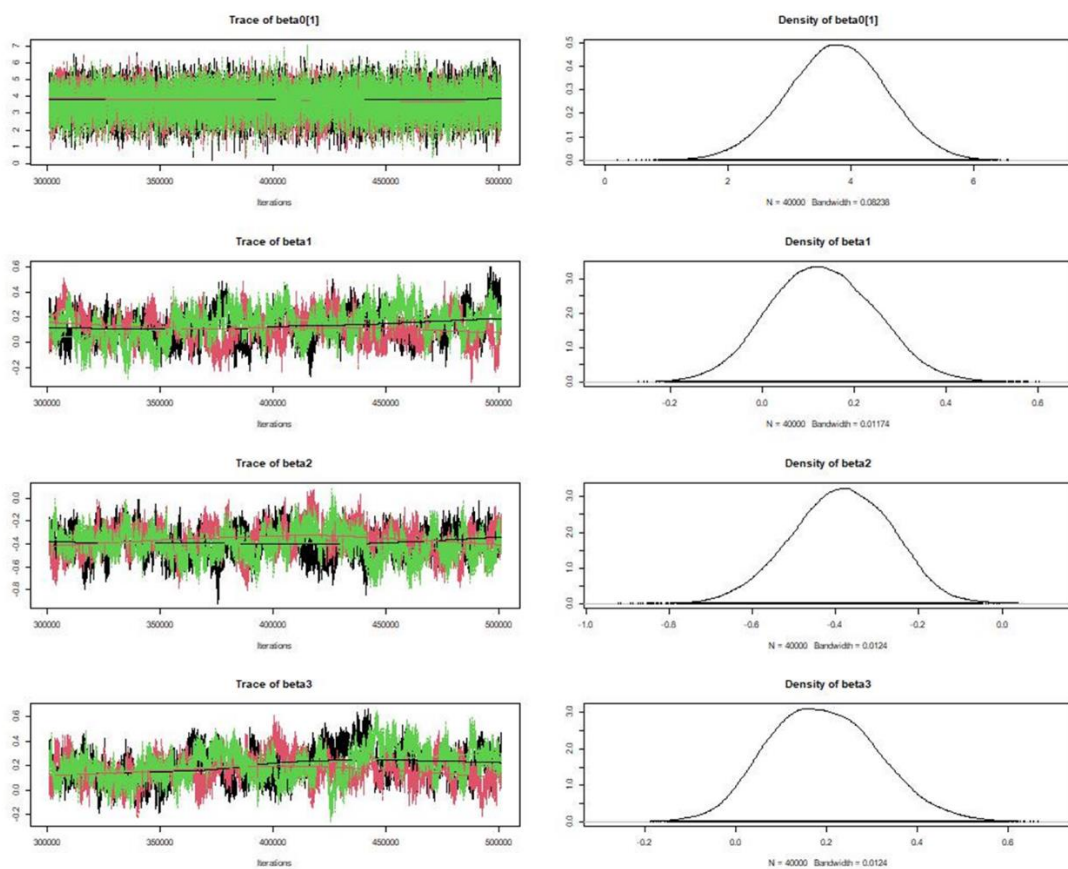 Trace of beta0[1]
7
6
5
4
3
2
1
0
300000 350000 400000 450000 500000
Iterations
Density of beta0[1]
0.5
0.4
0.3
0.2
0.1
0.0
0 2 4 6
N = 40000 Bandwidth = 0.08238
Trace of beta1
0.6
0.4
0.2
0.0
-0.2
300000 350000 400000 450000 500000
Iterations
Density of beta1
3.0
2.0
1.0
0.0
-0.2 0.0 0.2 0.4 0.6
N = 40000 Bandwidth = 0.01174
Trace of beta2
0.0
-0.2
-0.4
-0.6
-0.8
300000 350000 400000 450000 500000
Iterations
Density of beta2
3.0
2.0
1.0
0.0
-1.0 -0.8 -0.6 -0.4 -0.2 0.0
N = 40000 Bandwidth = 0.0124
Trace of beta3
0.6
0.4
0.2
0.0
-0.2
300000 350000 400000 450000 500000
Iterations
Density of beta3
3.0
2.0
1.0
0.0
-0.2 0.0 0.2 0.4 0.6
N = 40000 Bandwidth = 0.0124